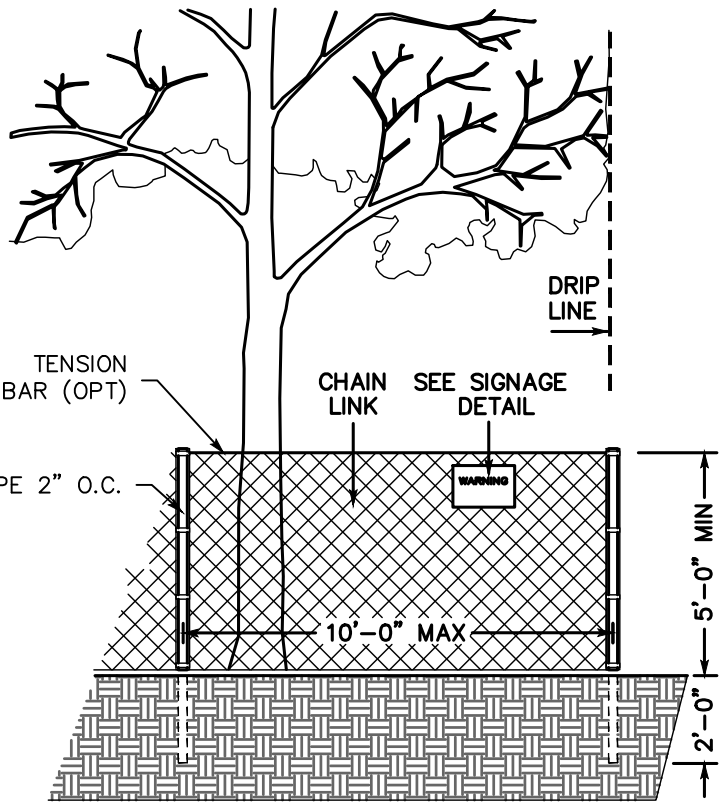 DRIP
LINE
TENSION
BAR (OPT)
CHAIN
LINK
SEE SIGNAGE
DETAIL
PE 2" O.C.
WARNING
10'-0" MAX
5'-0" MIN
2'-0"